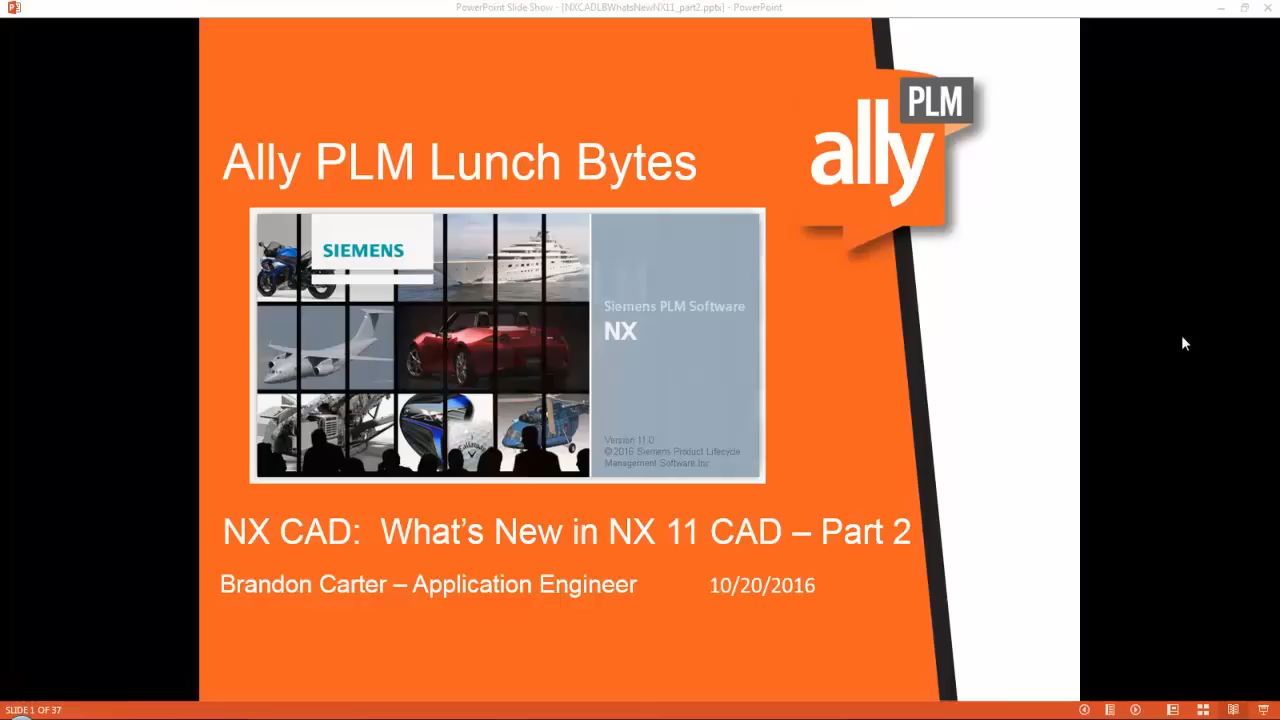 PowerPoint Slide Show - [NXCADLBWhatsNewNX11_part2.pptx] - PowerPoint
PLM
ally
Ally PLM Lunch Bytes
SIEMENS
Siemens PLM Software
NX
Callaway
Version 11.0
©2016 Siemens Product Lifecycle
Management Software Inc
NX CAD:  What's New in NX 11 CAD – Part 2
Brandon Carter – Application Engineer
10/20/2016
SLIDE 1 OF 37